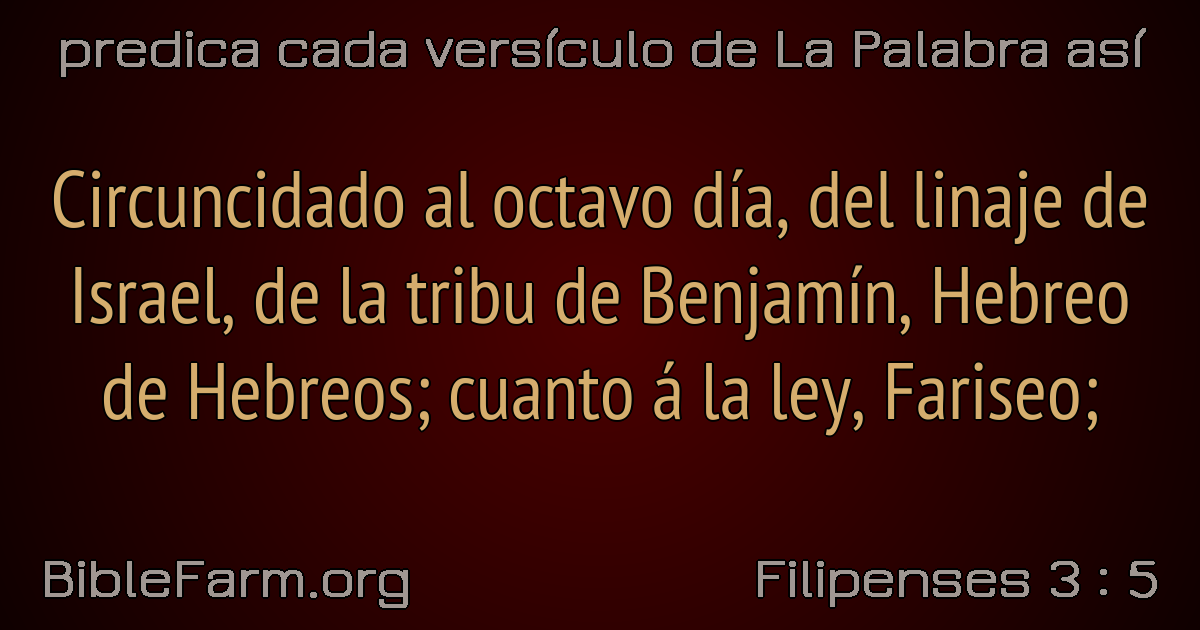 predica cada versículo de La Palabra así
Circuncidado al octavo día, del linaje de
Israel, de la tribu de Benjamín, Hebreo
de Hebreos; cuanto á la ley, Fariseo;
BibleFarm.org
Filipenses 3 : 5